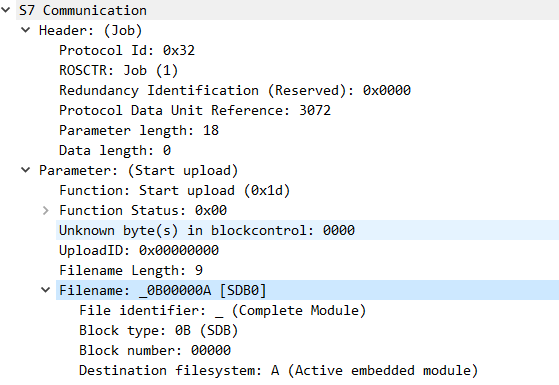 S7 Communication
Header: (Job)
Protocol Id: 0x32
ROSCTR: Job (1)
Redundancy Identification (Reserved): 0x0000
Protocol Data Unit Reference: 3072
Parameter length: 18
Data length: 0
Parameter: (Start upload)
Function: Start upload (0x1d)
Function Status: 0x00
Unknown byte(s) in blockcontrol: 0000
UploadID: 0x00000000
Filename Length: 9
Filename: _0B00000A [SDB0]
File identifier: _ (Complete Module)
Block type: 0B (SDB)
Block number: 00000
Destination filesystem: A (Active embedded module)